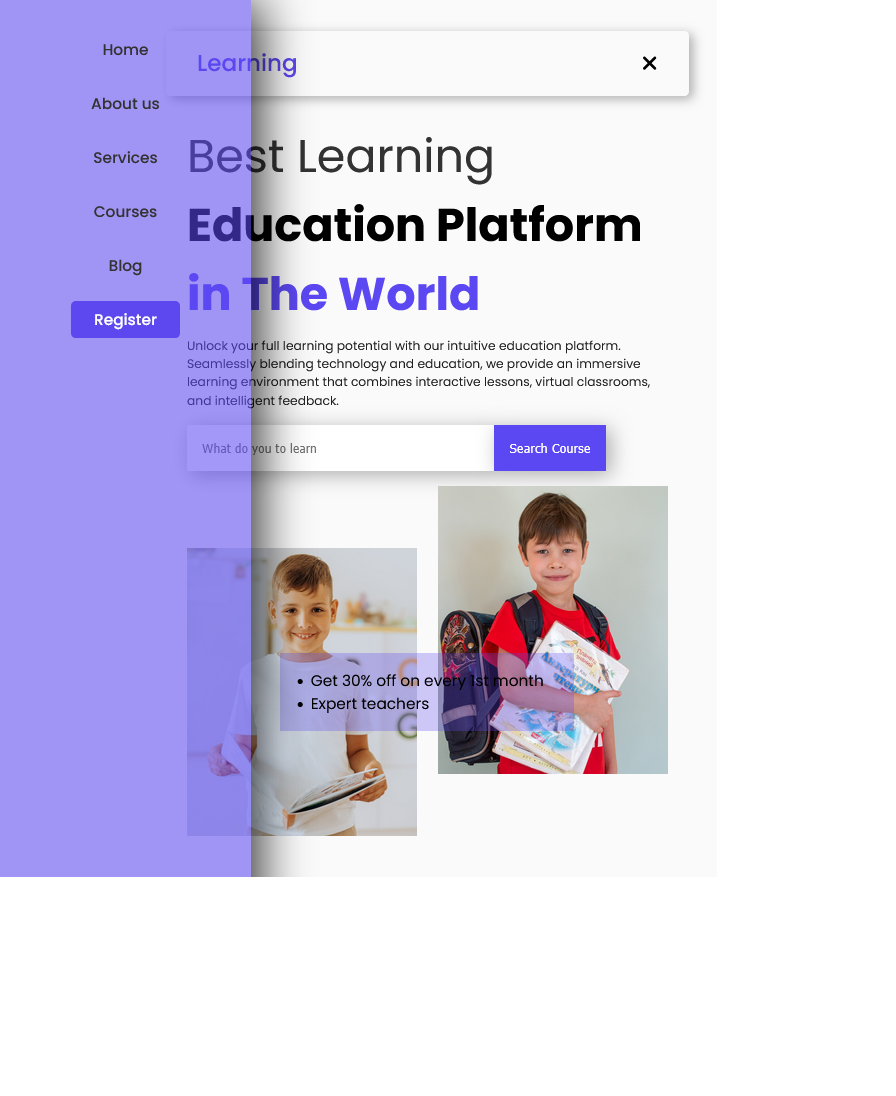 Home
About us
Services
Courses
Blog
Register
Learning
Best Learning
Education Platform
in The World
Unlock your full learning potential with our intuitive education platform.
Seamlessly blending technology and education, we provide an immersive
learning environment that combines interactive lessons, virtual classrooms,
and intelligent feedback.
What do you to learn
Search Course
Get 30% off on every 1st month
Expert teachers